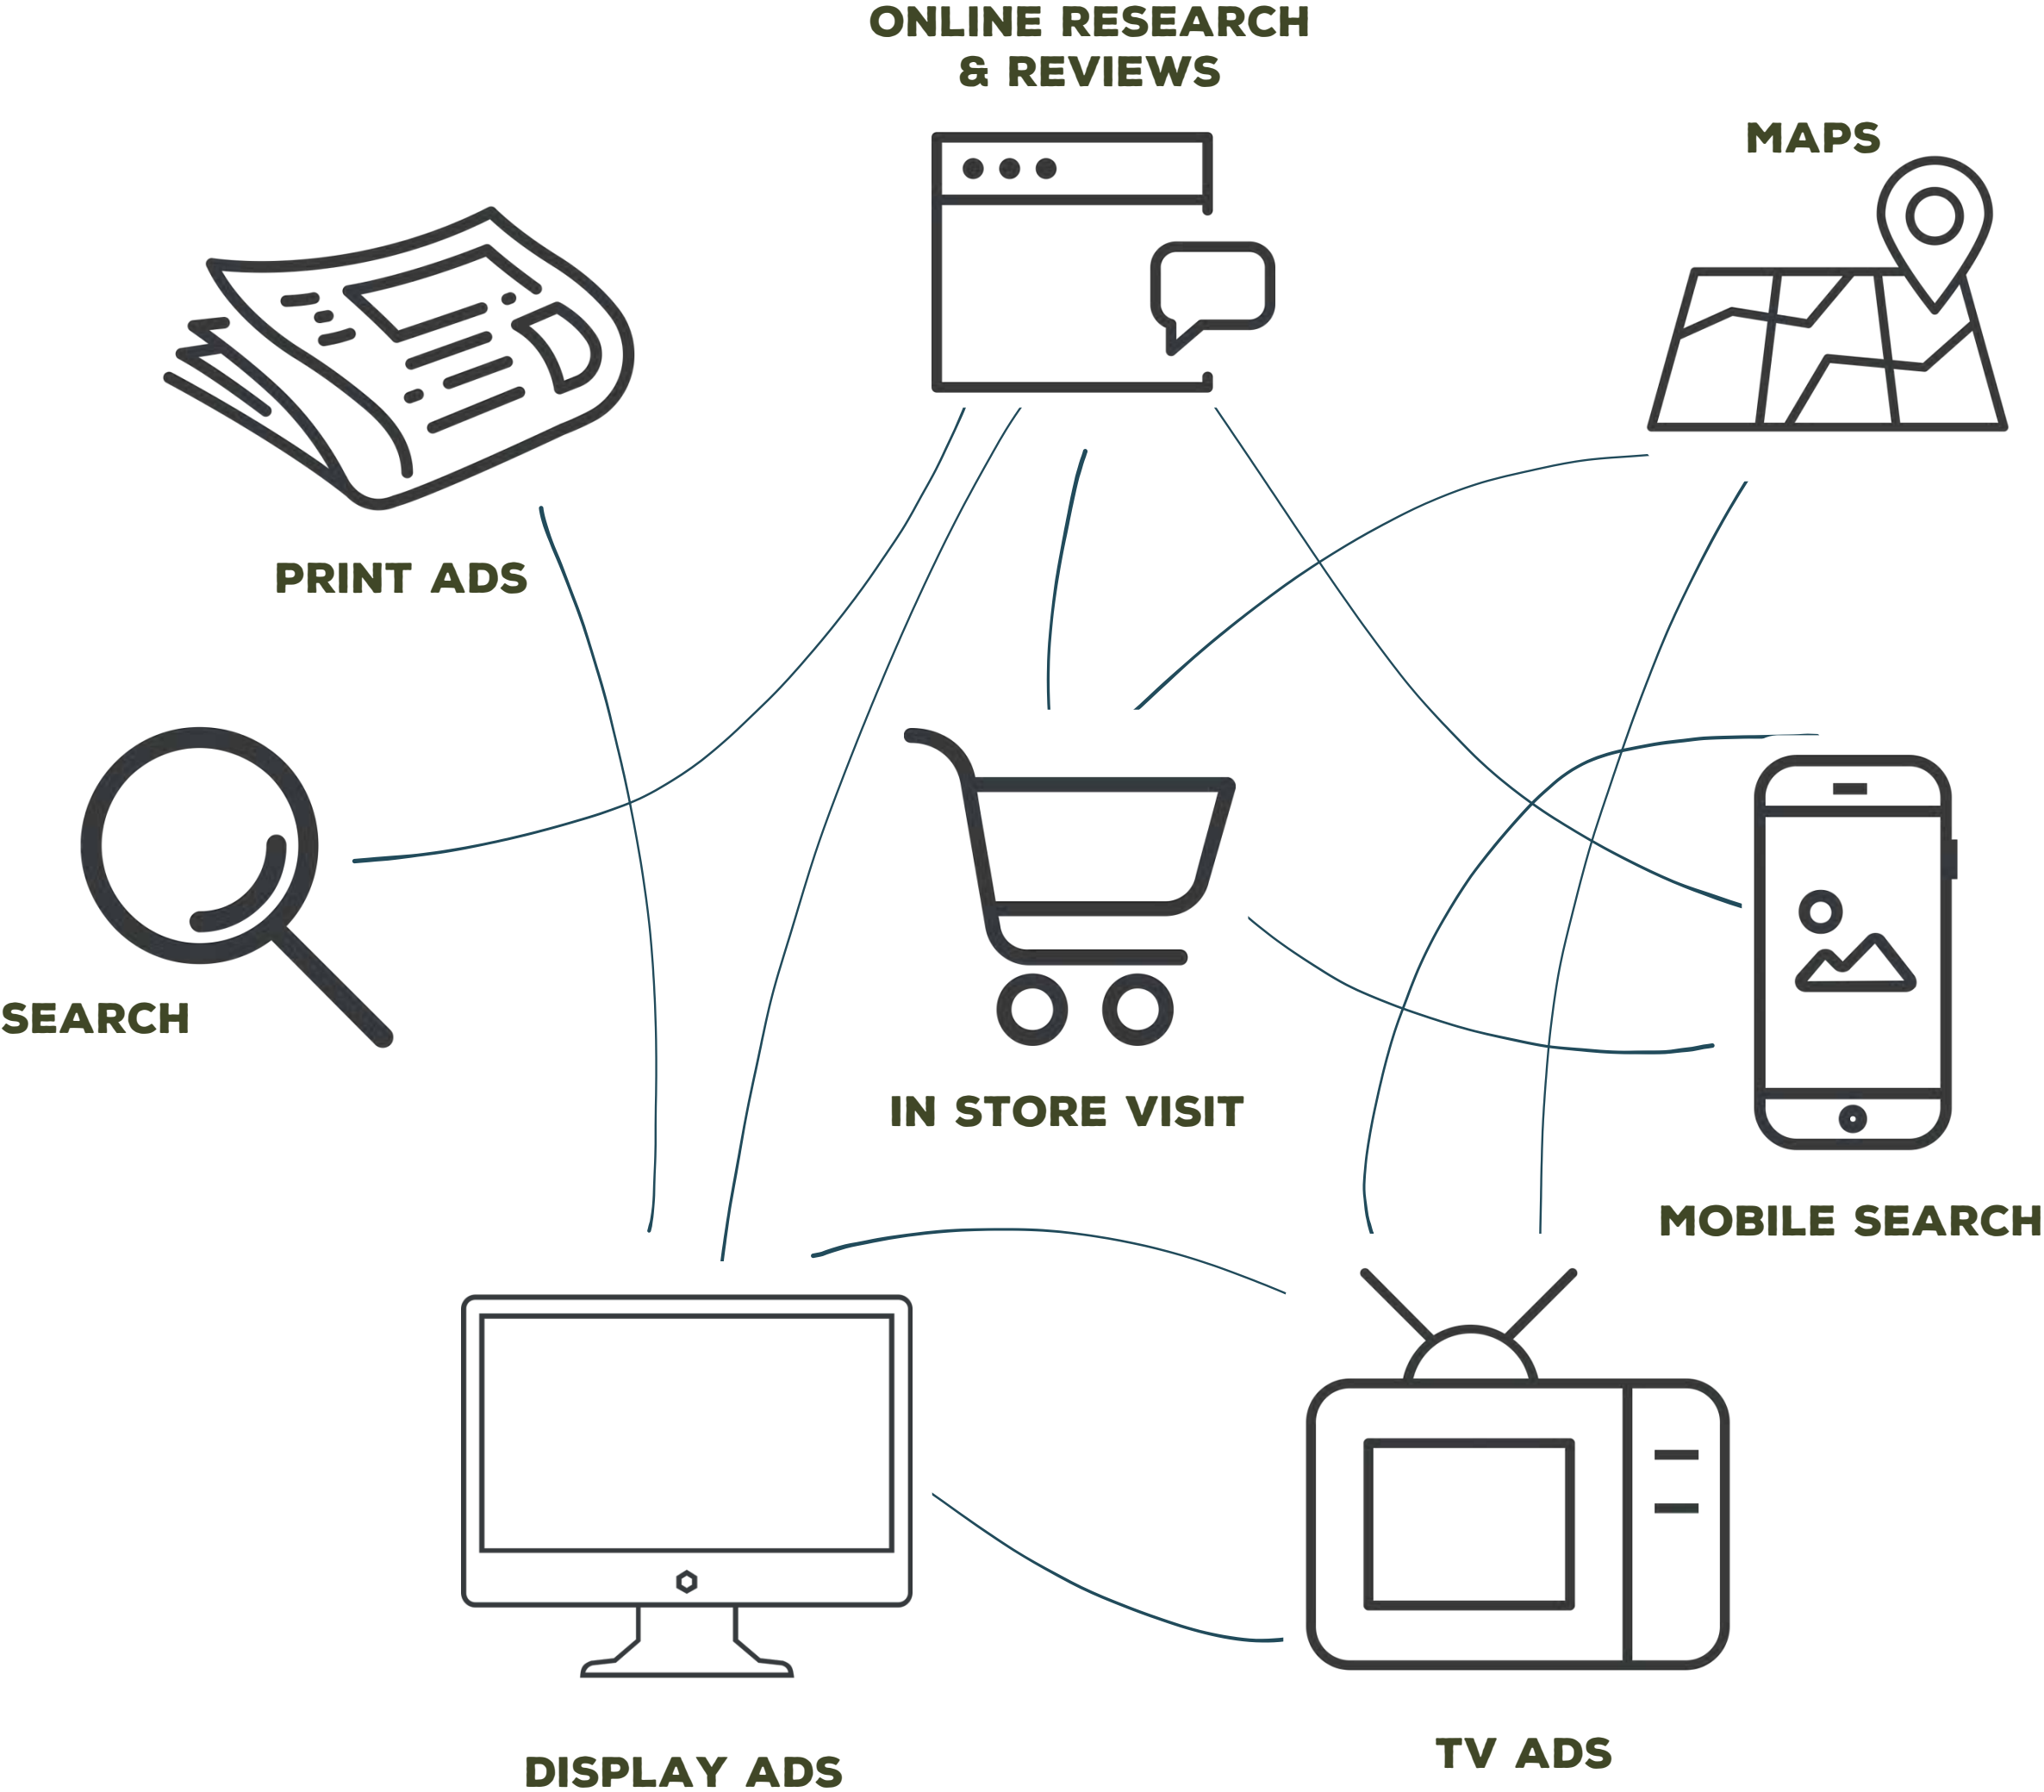 ONLINE RESEARCH
& REVIEWS
MAPS
PRINT ADS
SEARCH
IN STORE VISIT
MOBILE SEARCH
DISPLAY ADS
TV ADS